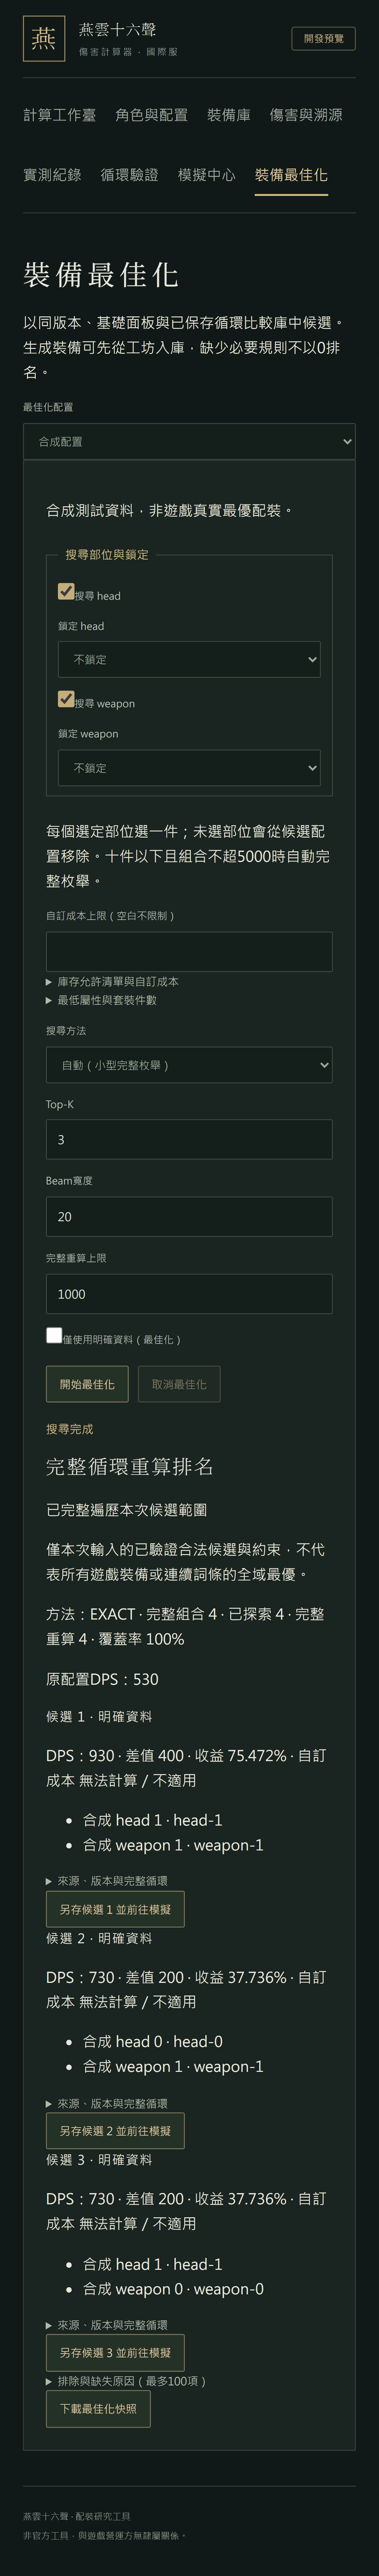 燕
燕雲十六聲
傷害計算器 · 國際服
開發預覽
計算工作臺 角色與配置 裝備庫 傷害與溯源
實測紀錄 循環驗證 模擬中心 裝備最佳化
裝備最佳化
以同版本、基礎面板與已保存循環比較庫中候選。
生成裝備可先從工坊入庫，缺少必要規則不以0排
名。
最佳化配置
合成配置
合成測試資料，非遊戲真實最優配裝。
搜尋部位與鎖定
搜尋 head
鎖定 head
不鎖定
搜尋 weapon
鎖定 weapon
不鎖定
每個選定部位選一件；未選部位會從候選配
置移除。十件以下且組合不超5000時自動完
整枚舉。
自訂成本上限（空白不限制）
▶ 庫存允許清單與自訂成本
▶ 最低屬性與套裝件數
搜尋方法
自動（小型完整枚舉）
Top-K
3
Beam寬度
20
完整重算上限
1000
僅使用明確資料（最佳化）
開始最佳化 取消最佳化
搜尋完成
完整循環重算排名
已完整遍歷本次候選範圍
僅本次輸入的已驗證合法候選與約束，不代
表所有遊戲裝備或連續詞條的全域最優。
方法：EXACT · 完整組合 4 · 已探索 4 · 完整
重算 4 · 覆蓋率 100%
原配置DPS：530
候選 1 · 明確資料
DPS：930 · 差值 400 · 收益 75.472% · 自訂
成本 無法計算 / 不適用
• 合成 head 1 · head-1
• 合成 weapon 1 · weapon-1
▶ 來源、版本與完整循環
另存候選 1 並前往模擬
候選 2 · 明確資料
DPS：730 · 差值 200 · 收益 37.736% · 自訂
成本 無法計算 / 不適用
• 合成 head 0 · head-0
• 合成 weapon 1 · weapon-1
▶ 來源、版本與完整循環
另存候選 2 並前往模擬
候選 3 · 明確資料
DPS：730 · 差值 200 · 收益 37.736% · 自訂
成本 無法計算 / 不適用
• 合成 head 1 · head-1
• 合成 weapon 0 · weapon-0
▶ 來源、版本與完整循環
另存候選 3 並前往模擬
▶ 排除與缺失原因（最多100項）
下載最佳化快照
燕雲十六聲 · 配裝研究工具
非官方工具，與遊戲營運方無隸屬關係。